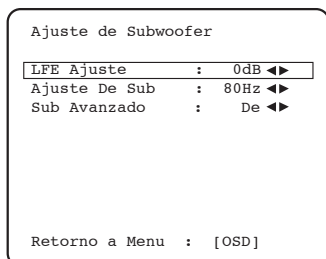 Ajuste de Subwoofer
LFE Ajuste : 0dB ◄►
Ajuste De Sub : 80Hz ◄►
Sub Avanzado : De ◄►
Retorno a Menu : [OSD]